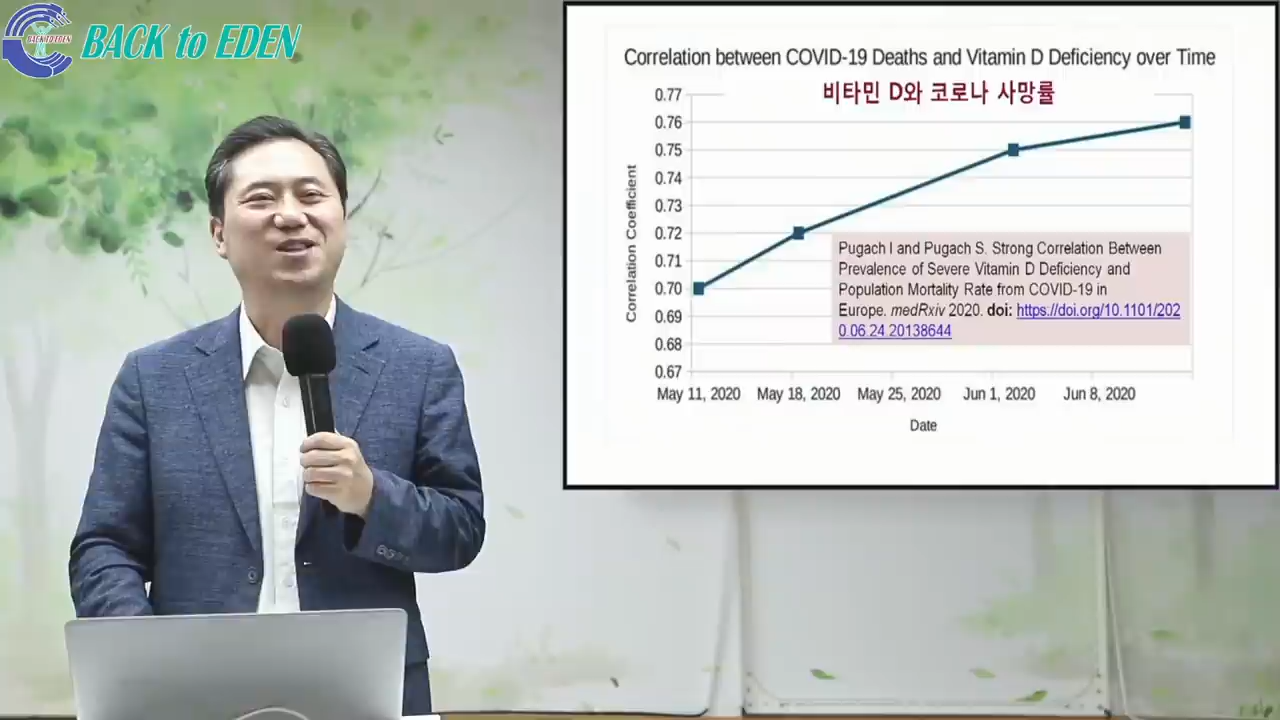 BACK TO EDEN
BACK to EDEN
Correlation between COVID-19 Deaths and Vitamin D Deficiency over Time
비타민 D와 코로나 사망률
0.77
0.76
0.75
0.74
0.73
0.72
0.71
0.70
0.69
0.68
0.67
Correlation Coefficient
Pugach I and Pugach S. Strong Correlation Between
Prevalence of Severe Vitamin D Deficiency and
Population Mortality Rate from COVID-19 in
Europe. medRxiv 2020. doi: https://doi.org/10.1101/202
0.06.24.20138644
May 11, 2020 May 18, 2020 May 25, 2020 Jun 1, 2020 Jun 8, 2020
Date